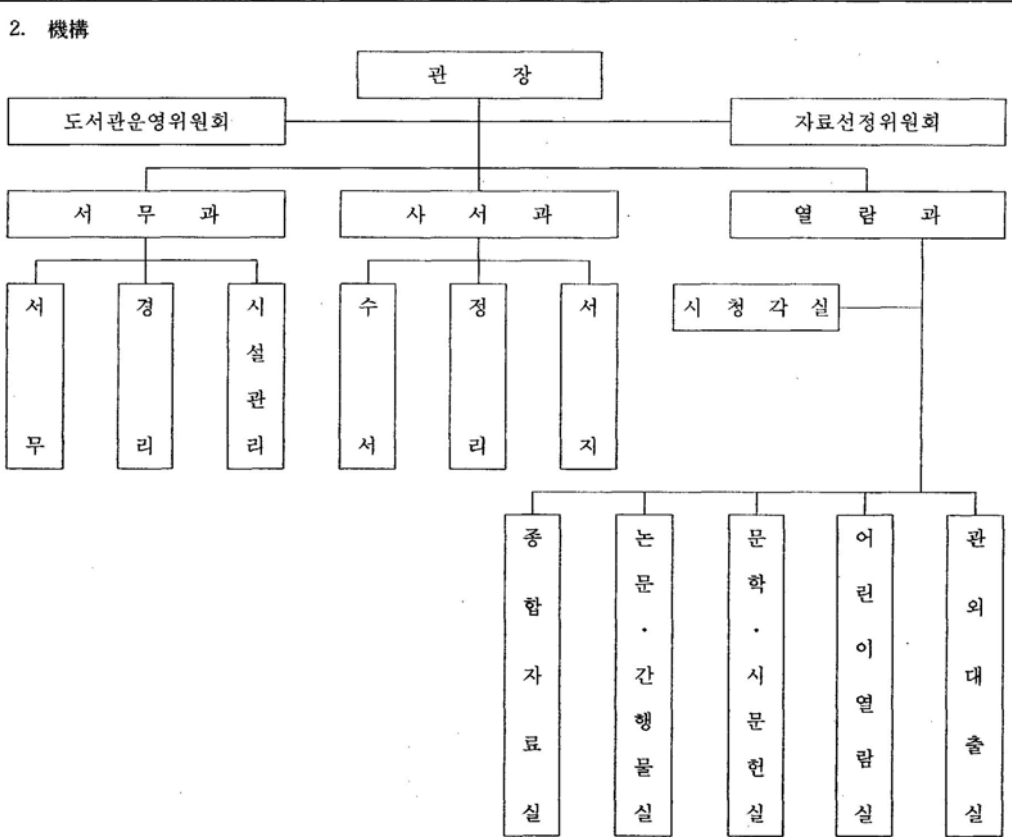 2. 機構
관 장
도서관운영위원회
자료선정위원회
서 무 과
사 서 과
열 람 과
서무
경리
시설관리
수서
정리
서지
시 청 각 실
종합자료실
논문·간행물실
문학·시문헌실
어린이열람실
관외대출실